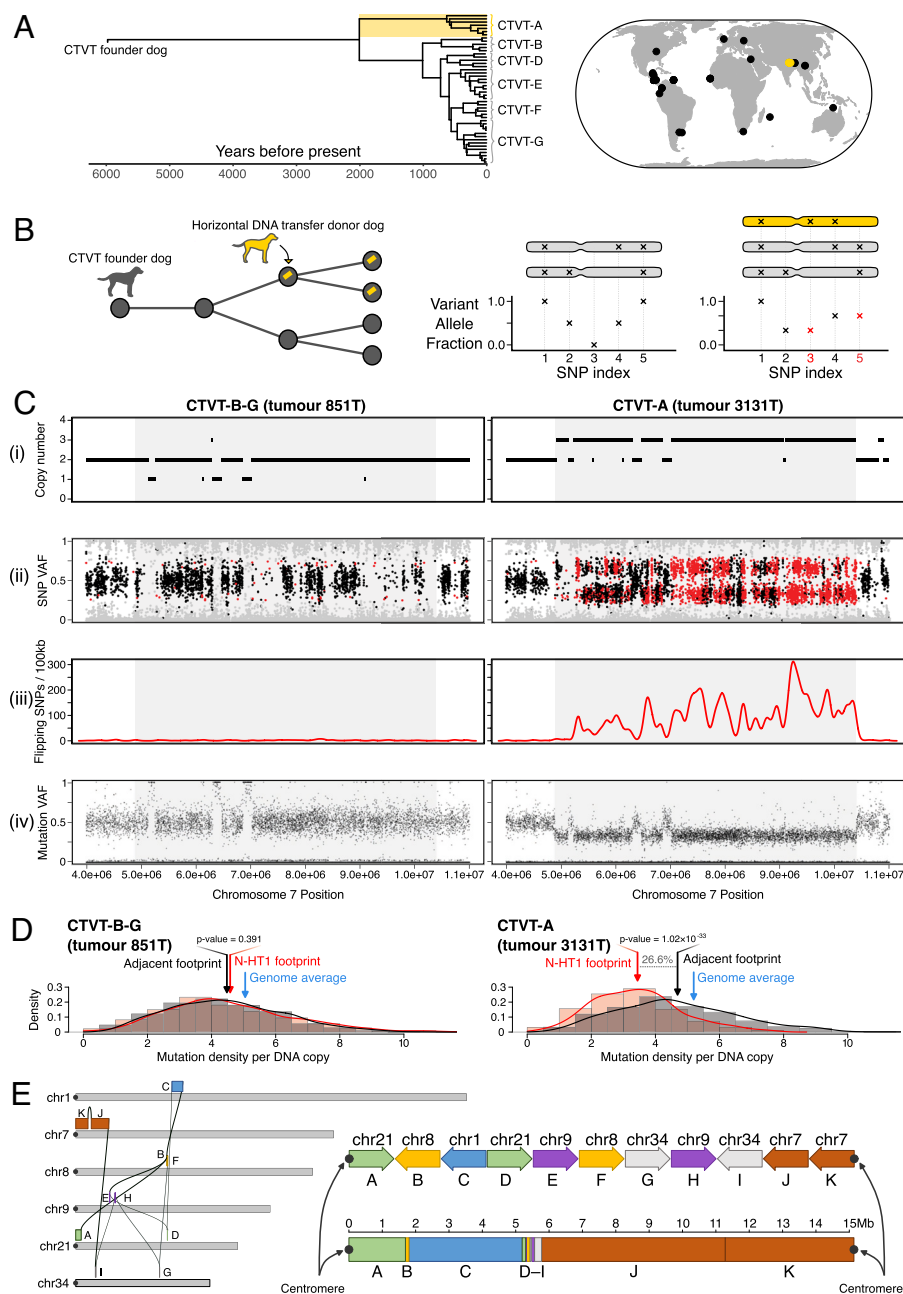 A
CTVT founder dog
CTVT-A
CTVT-B
CTVT-D
CTVT-E
CTVT-F
CTVT-G
Years before present
6000 5000 4000 3000 2000 1000 0
B
Horizontal DNA transfer donor dog
CTVT founder dog
Variant
Allele
Fraction
1.0
0.0
1 2 3 4 5
SNP index
1.0
0.0
1 2 3 4 5
SNP index
C
CTVT-B-G (tumour 851T)
CTVT-A (tumour 3131T)
(i)
Copy number
4
3
2
1
0
(ii)
SNP VAF
1
0.5
0
(iii)
Flipping SNPs / 100kb
300
200
100
0
(iv)
Mutation VAF
1
0.5
0
4.0e+06 5.0e+06 6.0e+06 7.0e+06 8.0e+06 9.0e+06 1.0e+07 1.1e+07
Chromosome 7 Position
4.0e+06 5.0e+06 6.0e+06 7.0e+06 8.0e+06 9.0e+06 1.0e+07 1.1e+07
Chromosome 7 Position
D
CTVT-B-G
(tumour 851T)
p-value = 0.391
Adjacent footprint
N-HT1 footprint
Genome average
Density
0.3
0.2
0.1
0.0
0 2 4 6 8 10
Mutation density per DNA copy
CTVT-A
(tumour 3131T)
p-value = 1.02×10⁻³³
N-HT1 footprint
26.6%
Adjacent footprint
Genome average
0.3
0.2
0.1
0.0
0 2 4 6 8 10
Mutation density per DNA copy
E
C
chr1
K J
chr7
B
F
chr8
E H
chr9
A
D
chr21
I
G
chr34
chr21 chr8 chr1 chr21 chr9 chr8 chr34 chr9 chr34 chr7 chr7
A B C D E F G H I J K
0 1 2 3 4 5 6 7 8 9 10 11 12 13 14 15Mb
A B C D–I J K
Centromere
Centromere